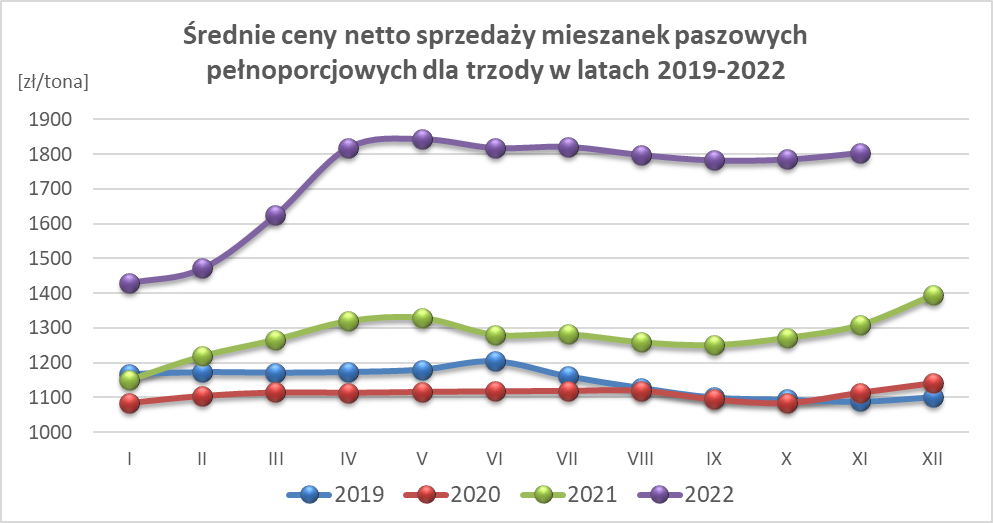 Średnie ceny netto sprzedaży mieszanek paszowych
pełnoporcjowych dla trzody w latach 2019-2022
[zł/tona]
1900
1800
1700
1600
1500
1400
1300
1200
1100
1000
I II III IV V VI VII VIII IX X XI XII
2019 2020 2021 2022